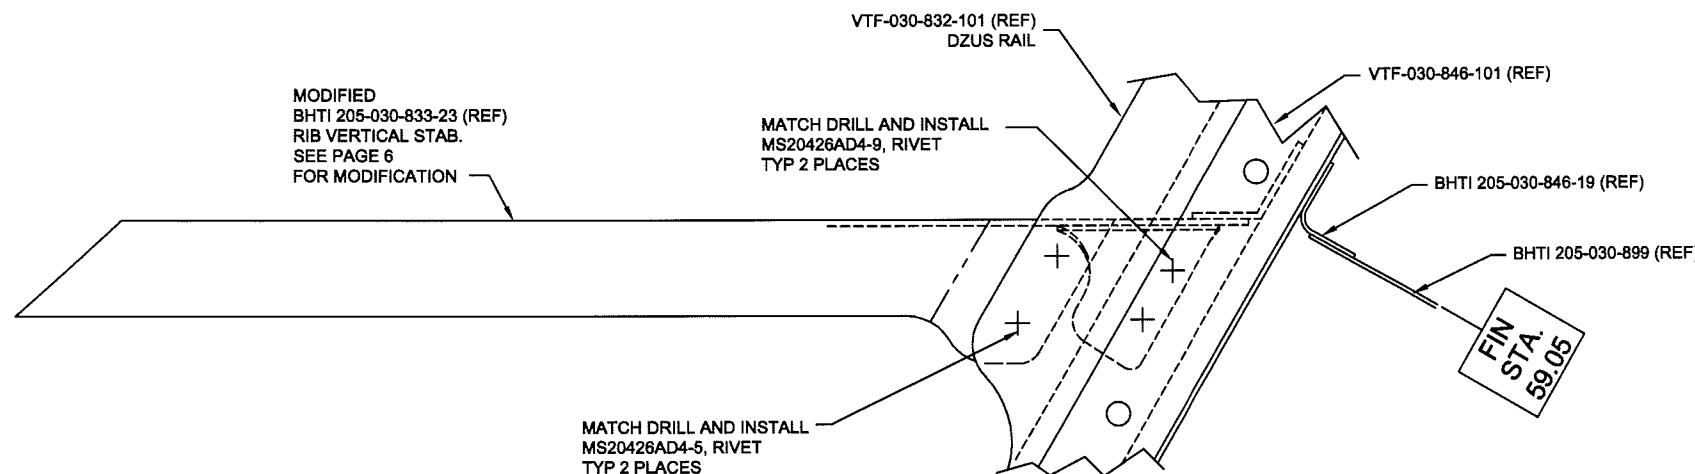 VTF-030-832-101 (REF)
DZUS RAIL
VTF-030-846-101 (REF)
MODIFIED
BHTI 205-030-833-23 (REF)
RIB VERTICAL STAB.
SEE PAGE 6
FOR MODIFICATION
MATCH DRILL AND INSTALL
MS20426AD4-9, RIVET
TYP 2 PLACES
BHTI 205-030-846-19 (REF)
BHTI 205-030-899 (REF)
FIN
STA.
59.05
MATCH DRILL AND INSTALL
MS20426AD4-5, RIVET
TYP 2 PLACES